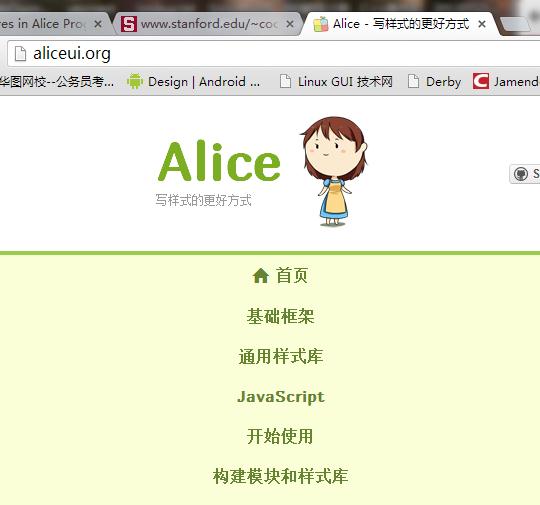 res in Alice Prog
www.stanford.edu/~coo
Alice - 写样式的更好方式
aliceui.org
华图网校--公务员考...
Design | Android ...
Linux GUI 技术网
Derby
Jamend
Alice
写样式的更好方式
S
首页
基础框架
通用样式库
JavaScript
开始使用
构建模块和样式库